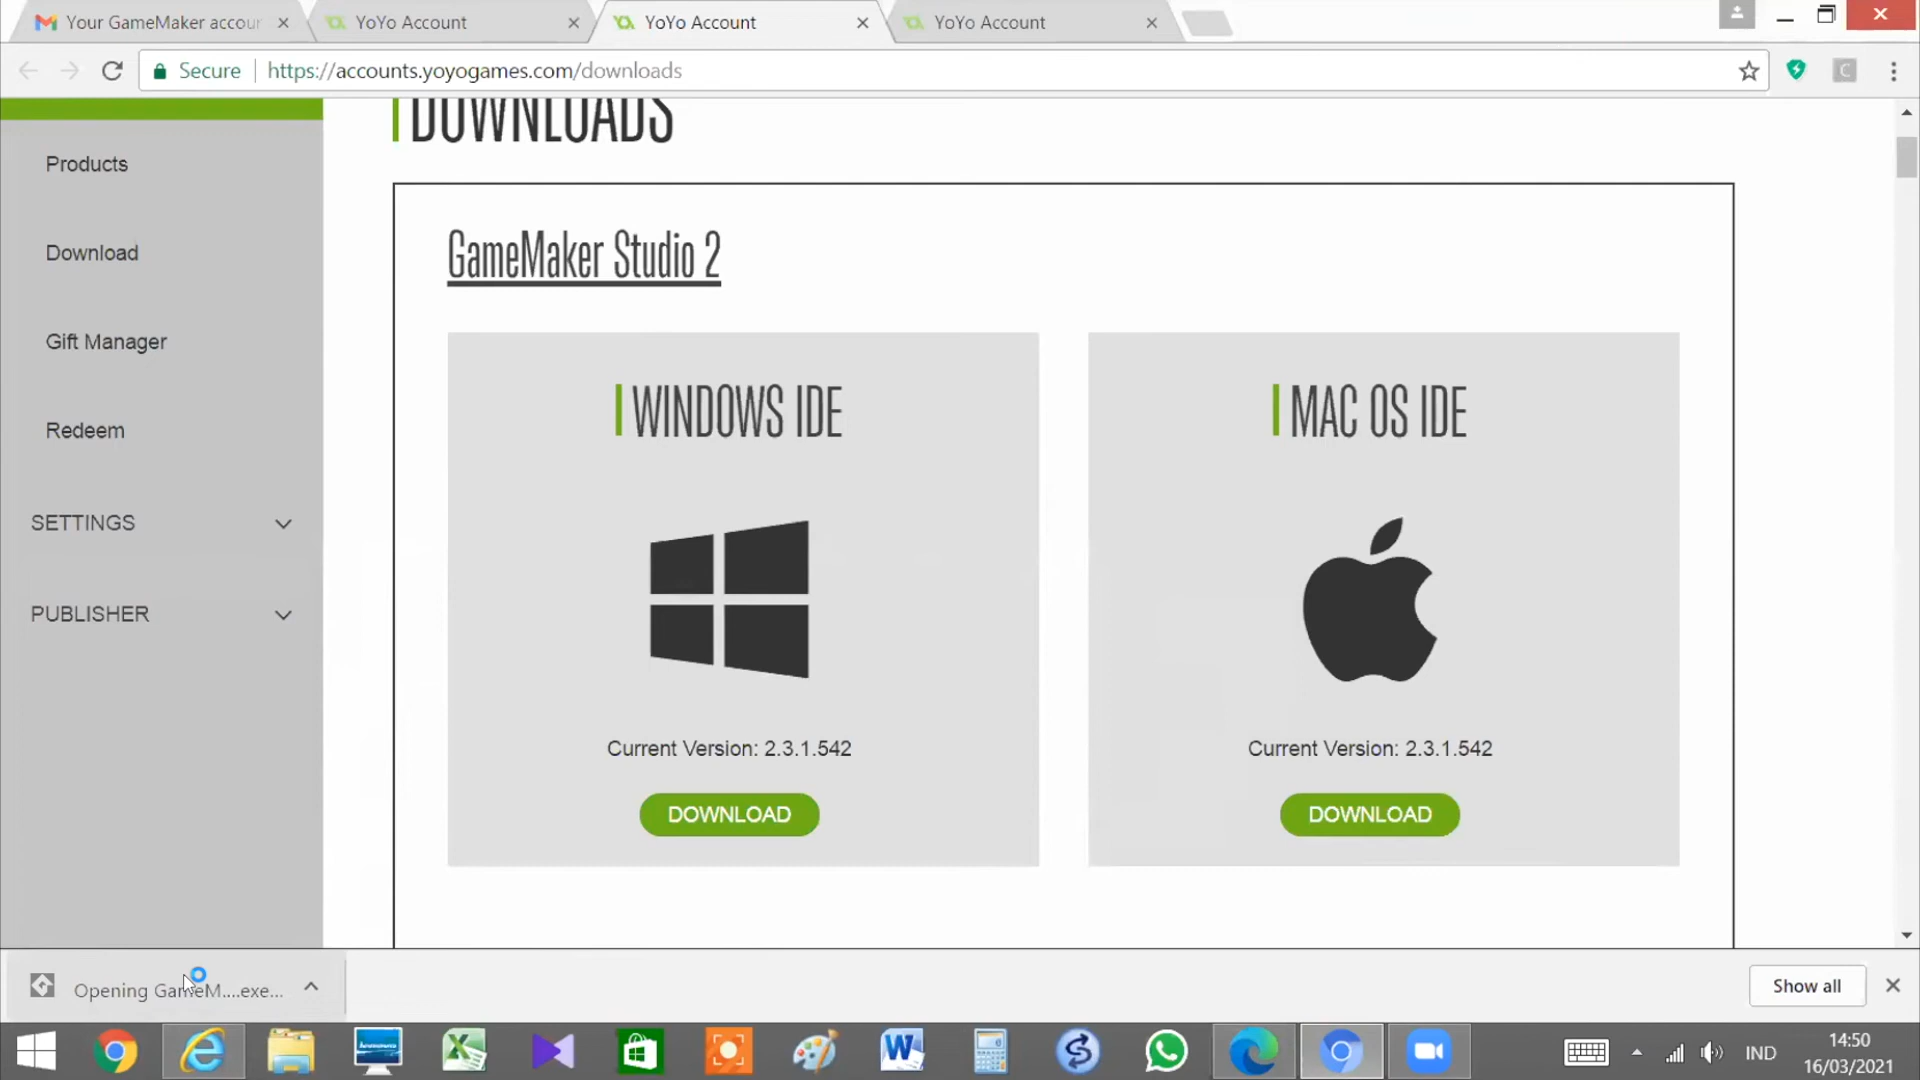 Your GameMaker accour
YoYo Account
YoYo Account
YoYo Account
Secure
https://accounts.yoyogames.com/downloads
DOWNLOADS
Products
Download
Gift Manager
Redeem
SETTINGS
PUBLISHER
GameMaker Studio 2
WINDOWS IDE
Current Version: 2.3.1.542
DOWNLOAD
MAC OS IDE
Current Version: 2.3.1.542
DOWNLOAD
Opening GameM....exe...
Show all
IND
14:50
16/03/2021